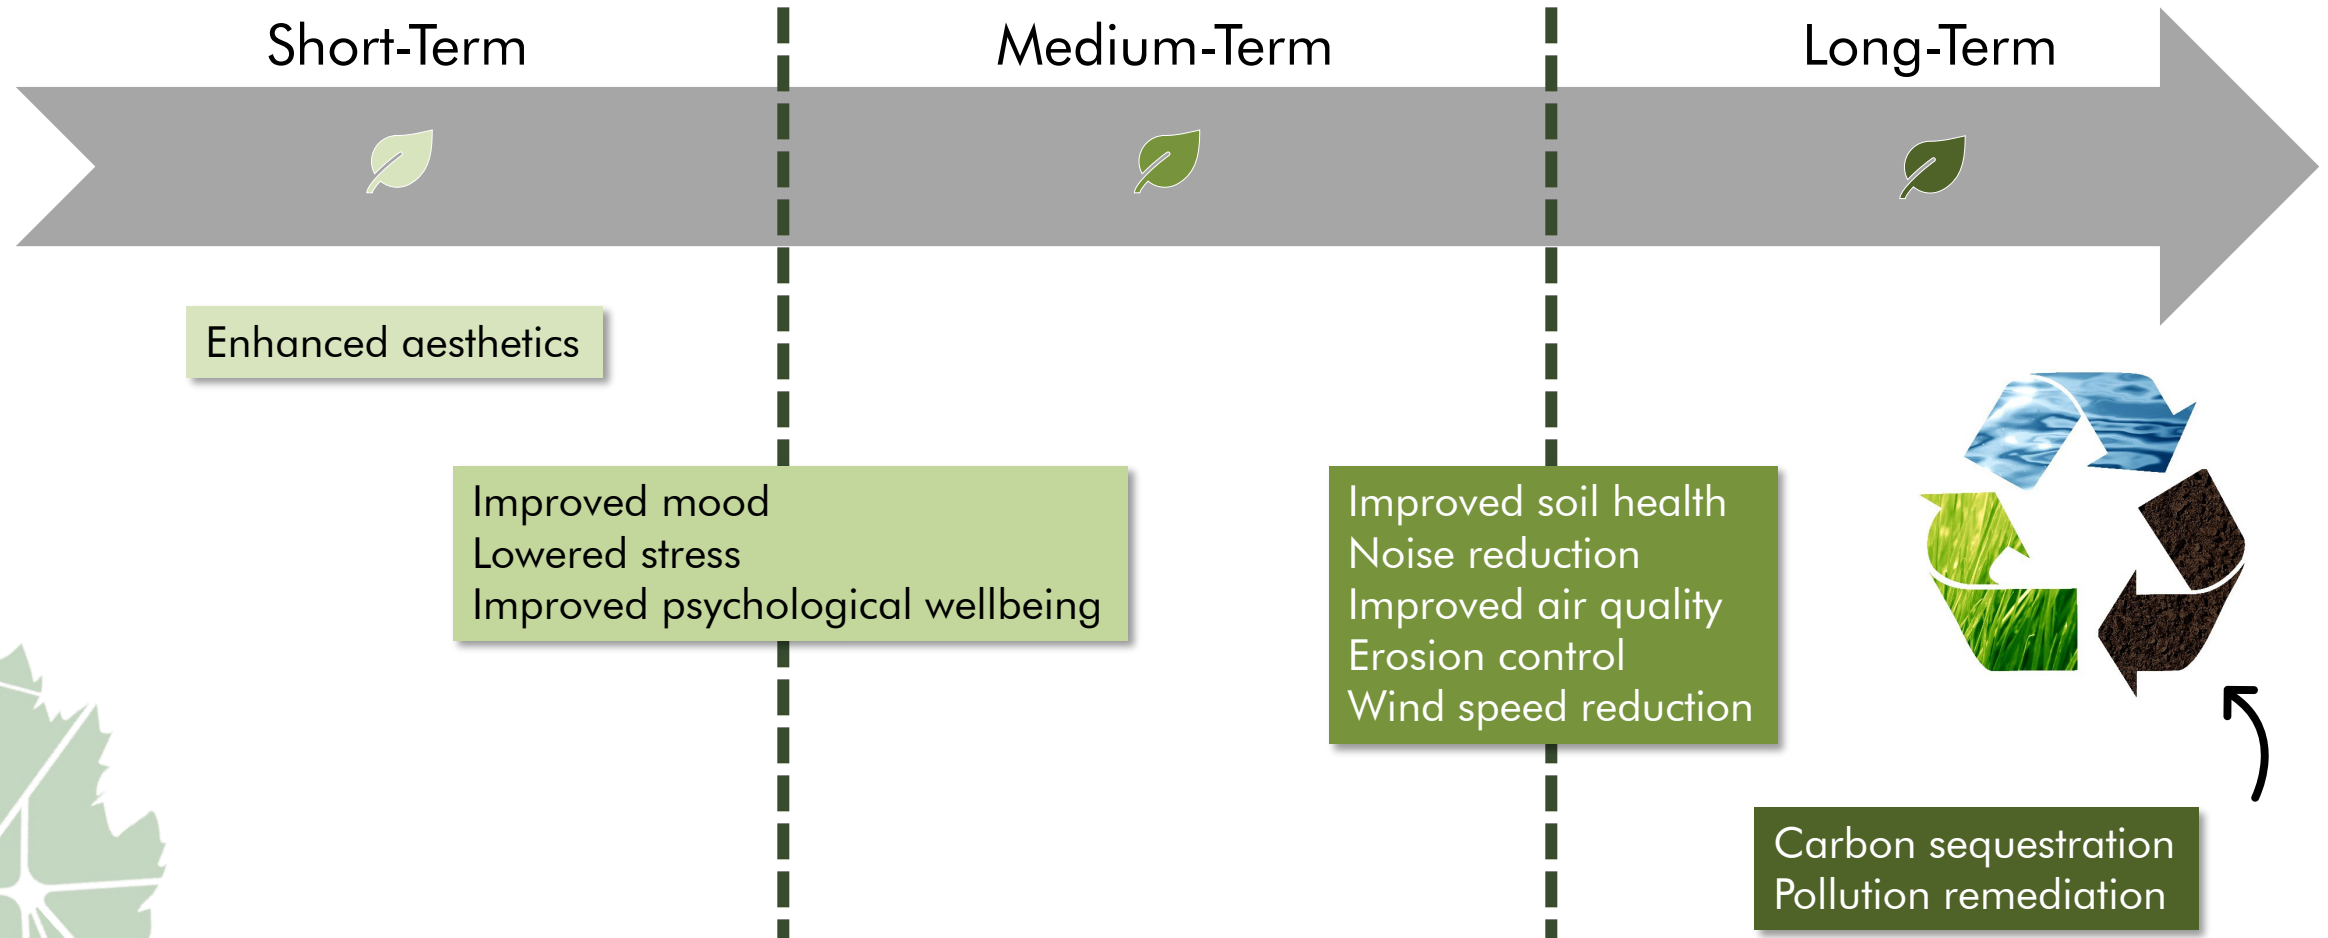 Short-Term
Medium-Term
Long-Term
Enhanced aesthetics
Improved mood
Lowered stress
Improved psychological wellbeing
Improved soil health
Noise reduction
Improved air quality
Erosion control
Wind speed reduction
Carbon sequestration
Pollution remediation